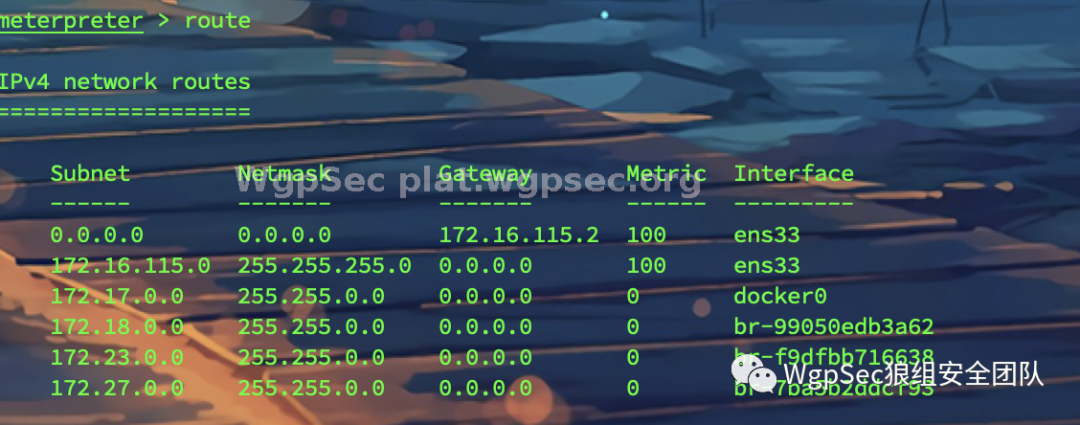 meterpreter > route
IPv4 network routes
===================
Subnet Netmask Gateway Metric Interface
------ ------- ------- ------ ---------
0.0.0.0 0.0.0.0 172.16.115.2 100 ens33
172.16.115.0 255.255.255.0 0.0.0.0 100 ens33
172.17.0.0 255.255.0.0 0.0.0.0 0 docker0
172.18.0.0 255.255.0.0 0.0.0.0 0 br-99050edb3a62
172.23.0.0 255.255.0.0 0.0.0.0 0 br-f9dfbb716638
172.27.0.0 255.255.0.0 0.0.0.0 0
WgpSec plat.wgpsec.org
WgpSec狼组安全团队